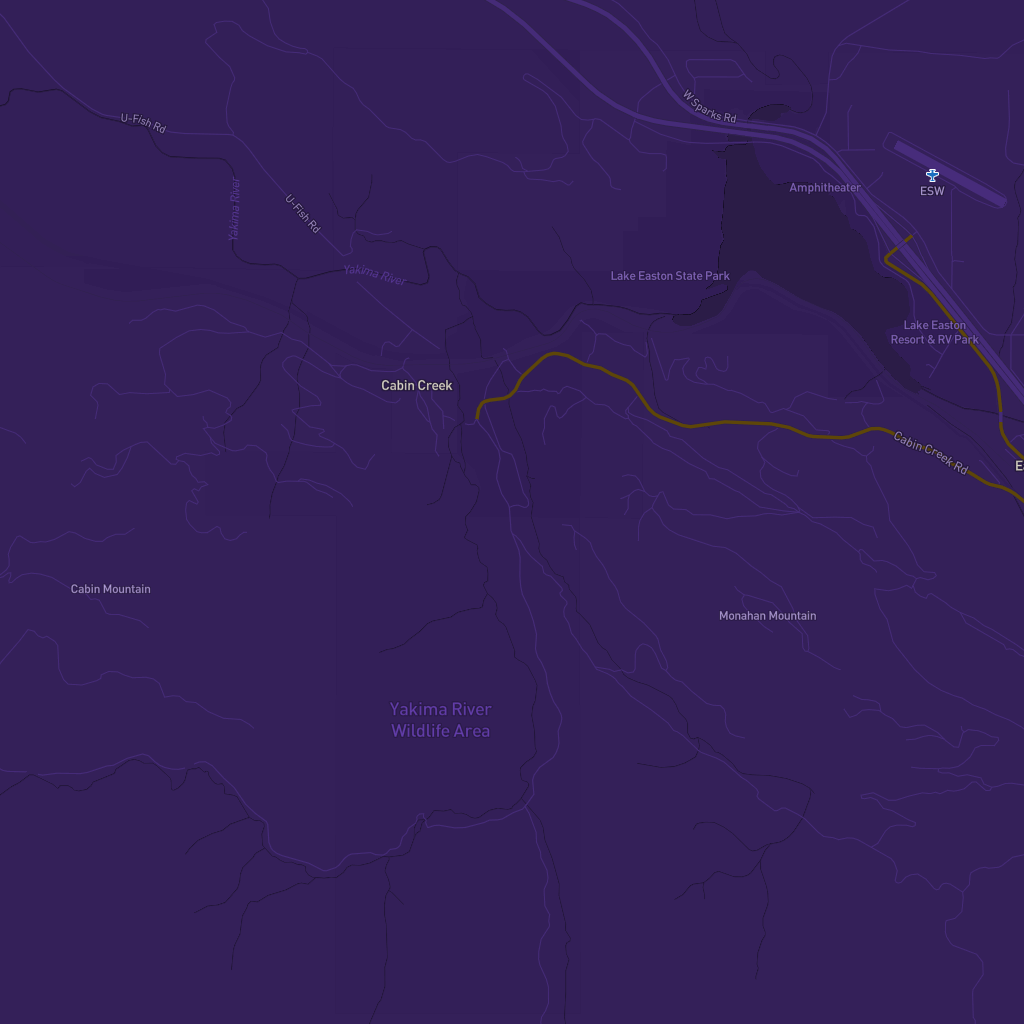 W Sparks Rd
U-Fish Rd
Amphitheater
ESW
Yakima River
U-Fish Rd
Yakima River
Lake Easton State Park
Lake Easton
Resort & RV Park
Cabin Creek
Cabin Creek Rd
Cabin Mountain
Monahan Mountain
Yakima River
Wildlife Area